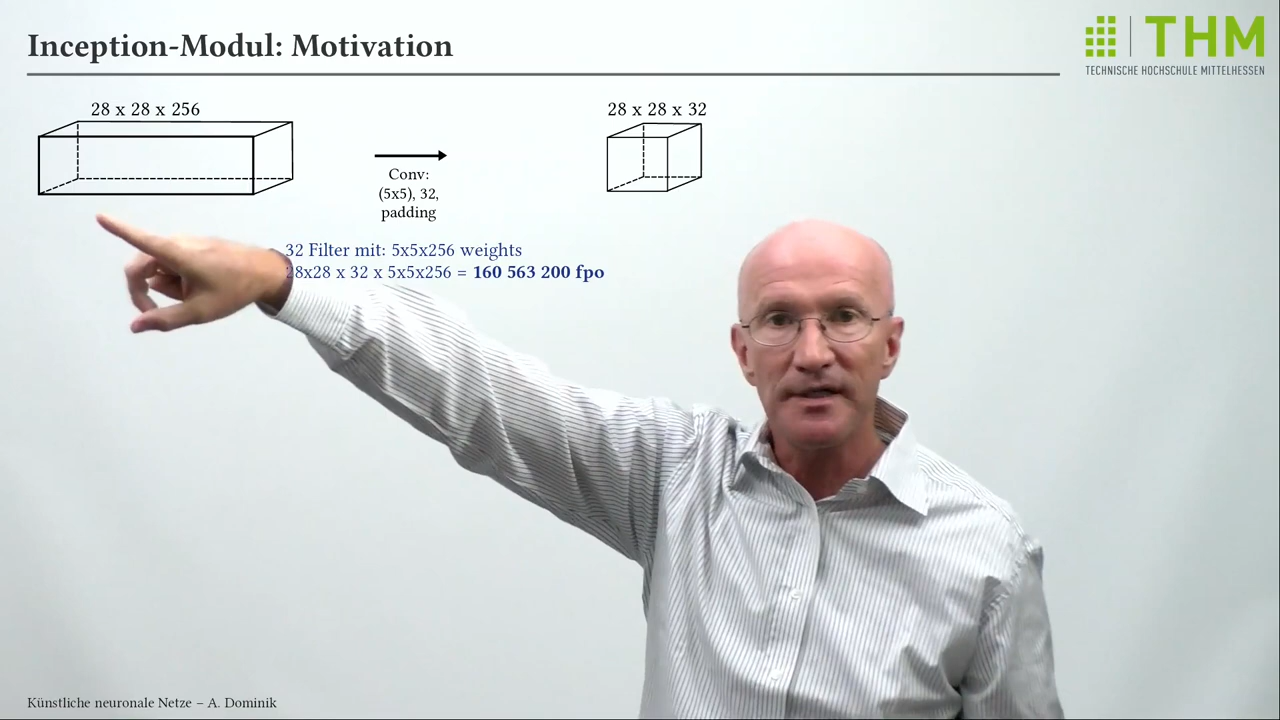 Inception-Modul: Motivation
THM
TECHNISCHE HOCHSCHULE MITTELHESSEN
28 x 28 x 256
28 x 28 x 32
Conv:
(5x5), 32,
padding
32 Filter mit: 5x5x256 weights
28x28 x 32 x 5x5x256 = 160 563 200 fpo
Künstliche neuronale Netze – A. Dominik